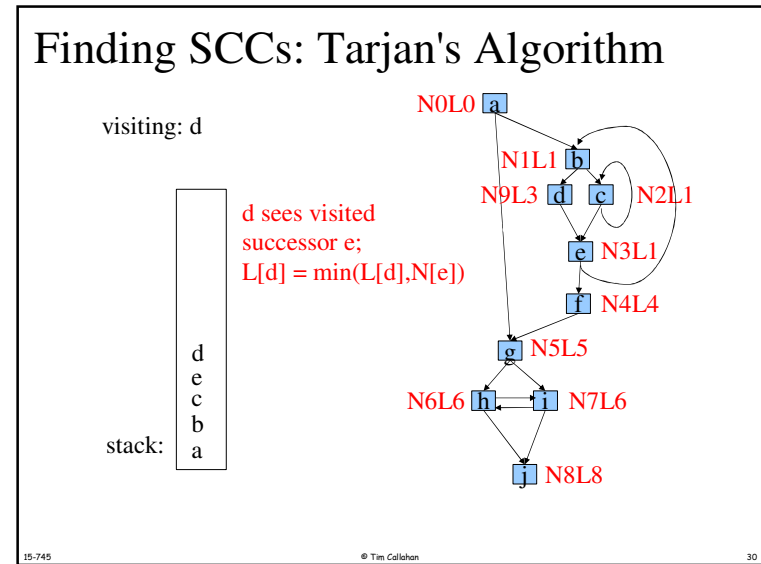 Finding SCCs: Tarjan's Algorithm
visiting: d
d sees visited
successor e;
L[d] = min(L[d],N[e])
d
e
c
b
a
stack:
N0L0 a
N1L1 b
N9L3 d c N2L1
e N3L1
f N4L4
g N5L5
N6L6 h i N7L6
j N8L8
15-745 © Tim Callahan 30